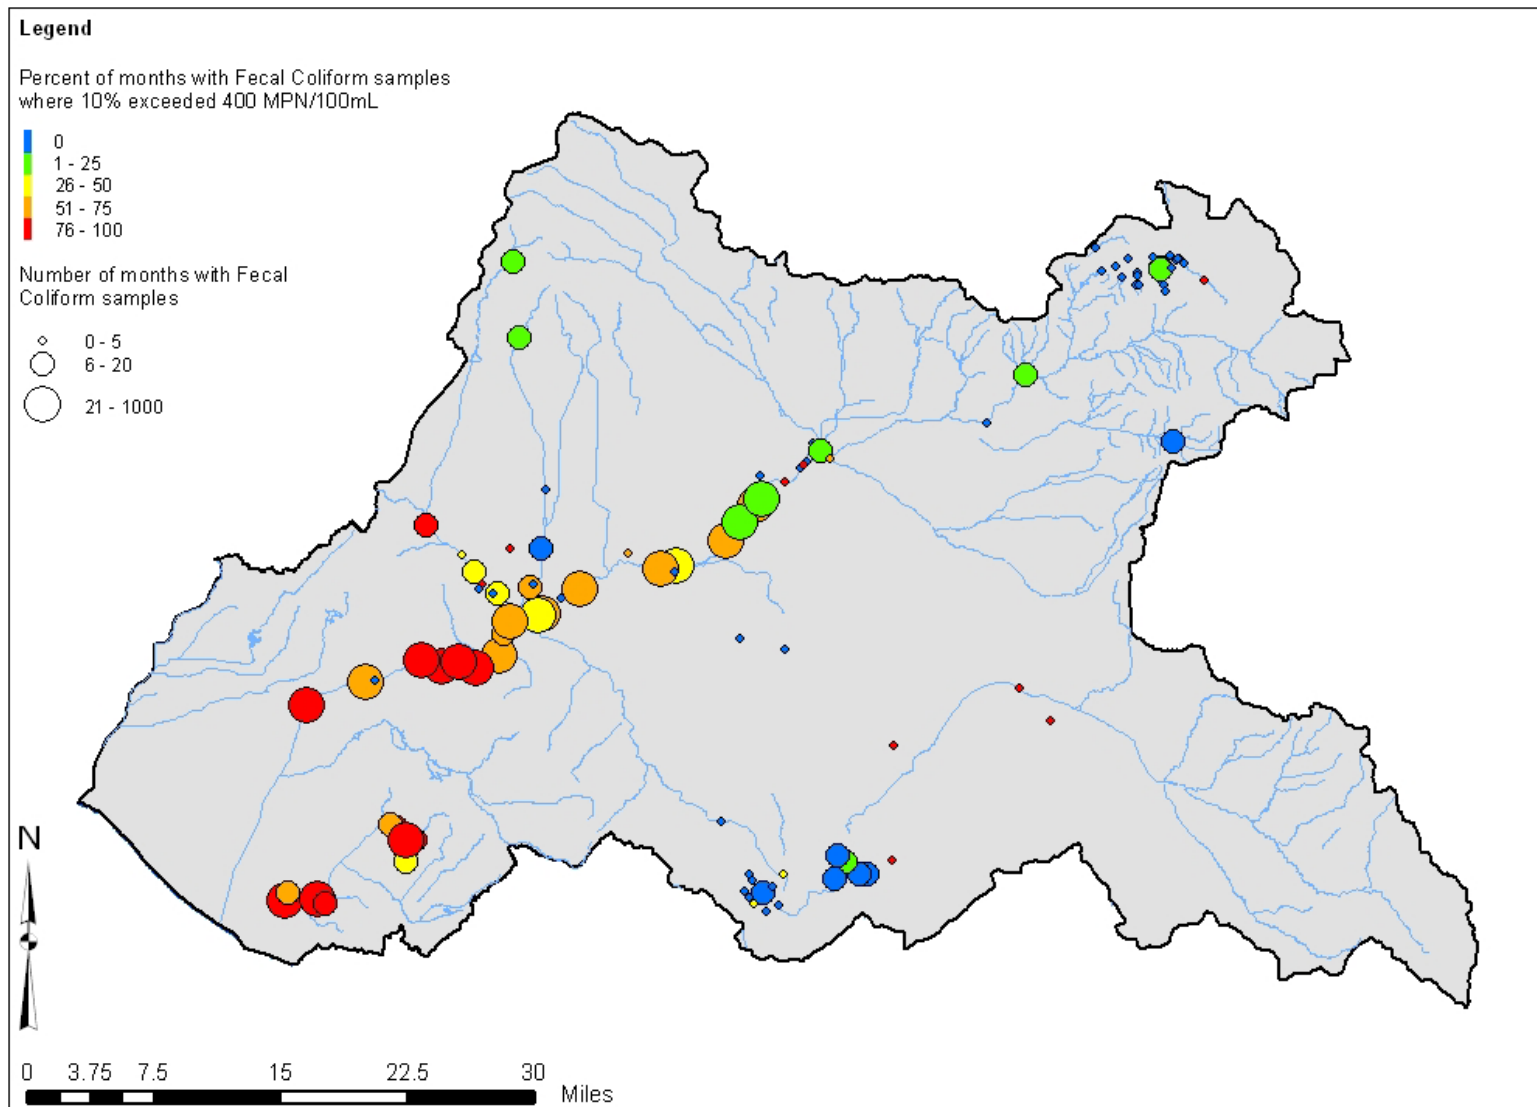 Legend
Percent of months with Fecal Coliform samples
where 10% exceeded 400 MPN/100mL
0
1 - 25
26 - 50
51 - 75
76 - 100
Number of months with Fecal
Coliform samples
0 - 5
6 - 20
21 - 1000
N
0 3.75 7.5 15 22.5 30
Miles